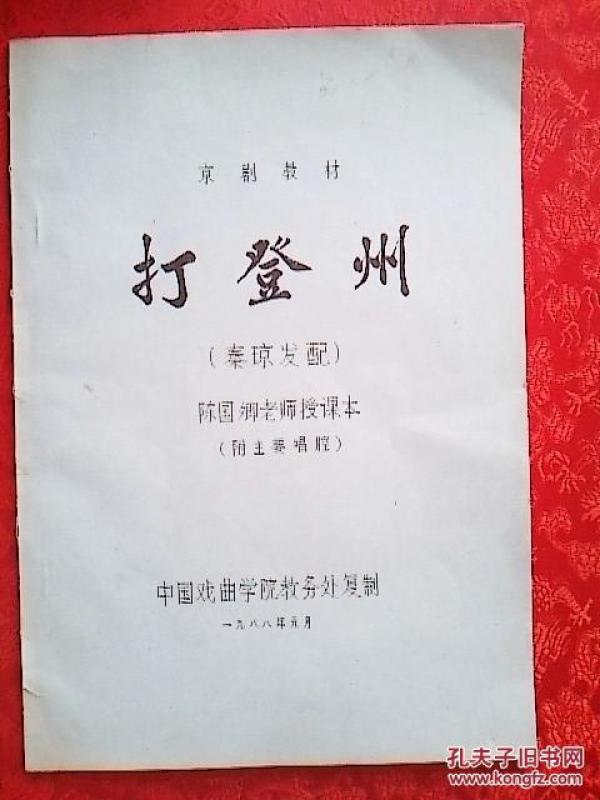 京剧教材
打登州
（秦琼发配）
陈国卿老师授课本
（附主要唱腔）
中国戏曲学院教务处复制
一九八八年元月
孔夫子旧书网
www.kongfz.com